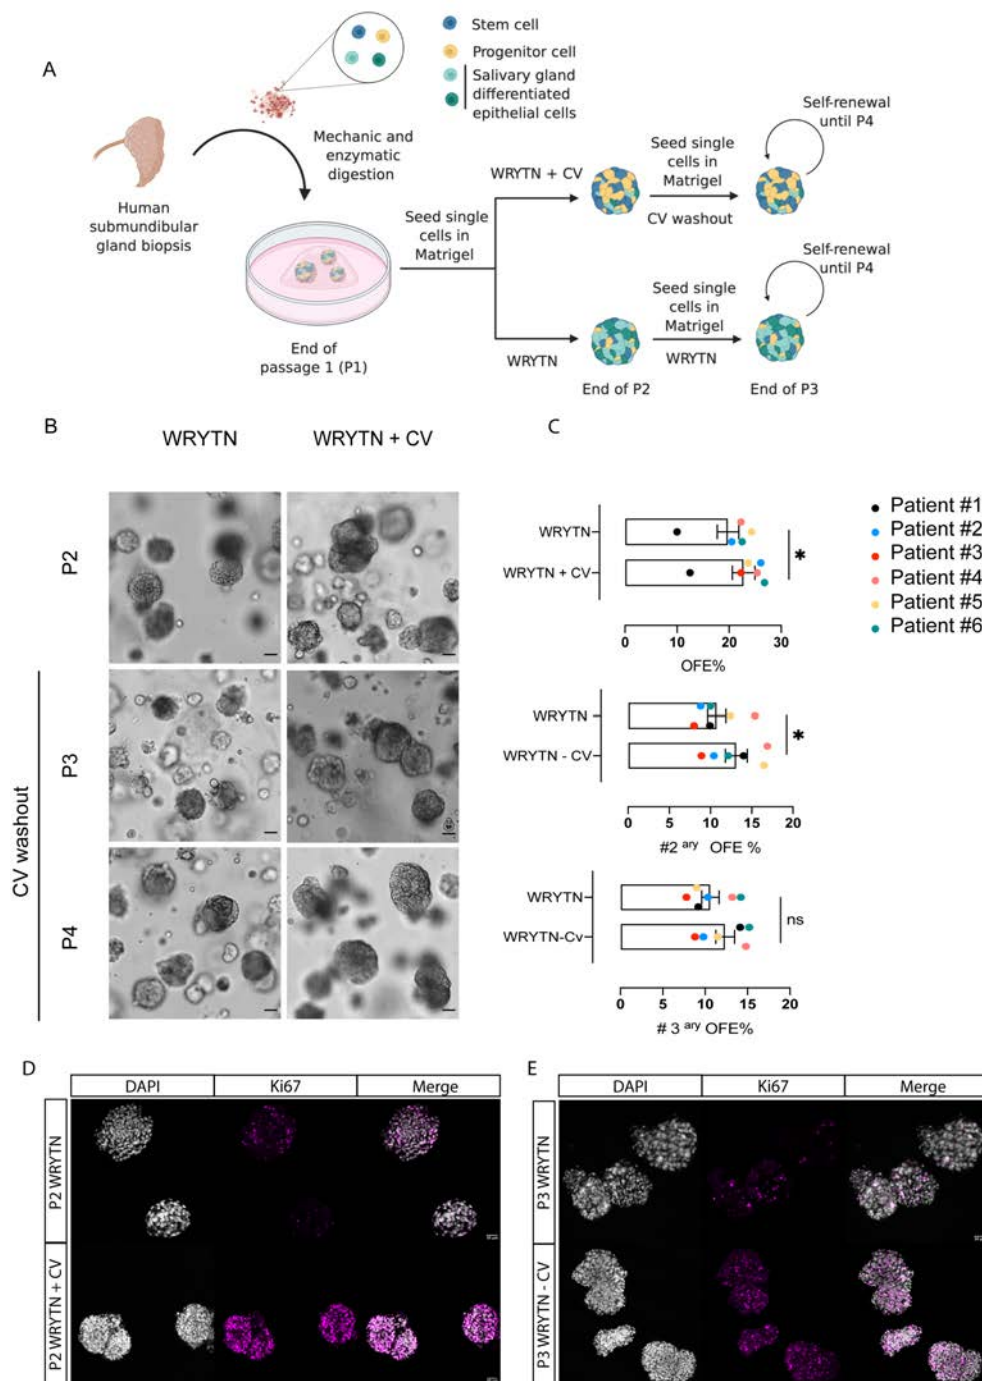 A
Stem cell
Progenitor cell
Salivary gland
differentiated
epithelial cells
Human
submundibular
gland biopsis
Mechanic and
enzymatic
digestion
End of
passage 1 (P1)
Seed single
cells in
Matrigel
WRYTN + CV
WRYTN
Seed single
cells in
Matrigel
CV washout
Self-renewal
until P4
Seed single
cells in
Matrigel
WRYTN
Self-renewal
until P4
End of P2
End of P3
B
WRYTN
WRYTN + CV
P2
P3
P4
CV washout
C
WRYTN
WRYTN + CV
*
0 10 20 30
OFE%
WRYTN
WRYTN - CV
*
0 5 10 15 20
#2 ary OFE %
WRYTN
WRYTN-Cv
ns
0 5 10 15 20
# 3 ary OFE%
Patient #1
Patient #2
Patient #3
Patient #4
Patient #5
Patient #6
D
DAPI
Ki67
Merge
P2 WRYTN
P2 WRYTN + CV
E
DAPI
Ki67
Merge
P3 WRYTN
P3 WRYTN - CV